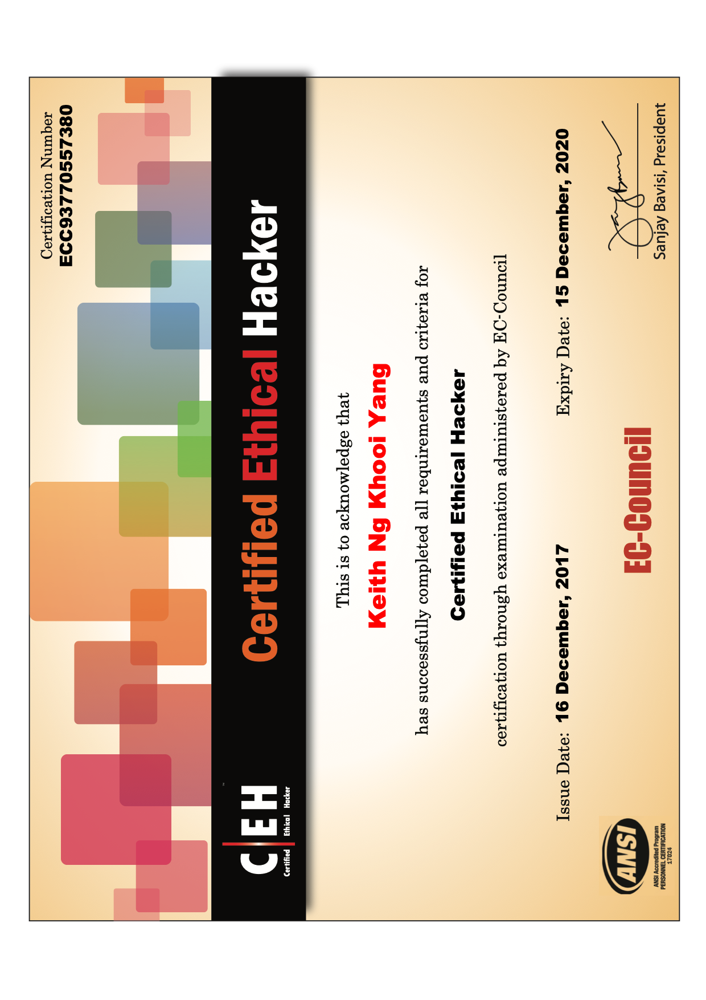 Certification Number
ECC93770557380
C EH ™
Certified Ethical Hacker
Certified Ethical Hacker
This is to acknowledge that
Keith Ng Khooi Yang
has successfully completed all requirements and criteria for
Certified Ethical Hacker
certification through examination administered by EC-Council
Issue Date: 16 December, 2017 Expiry Date: 15 December, 2020
ANSI
ANSI Accredited Program
PERSONNEL CERTIFICATION
17024
EC-Council
Sanjay Bavisi, President